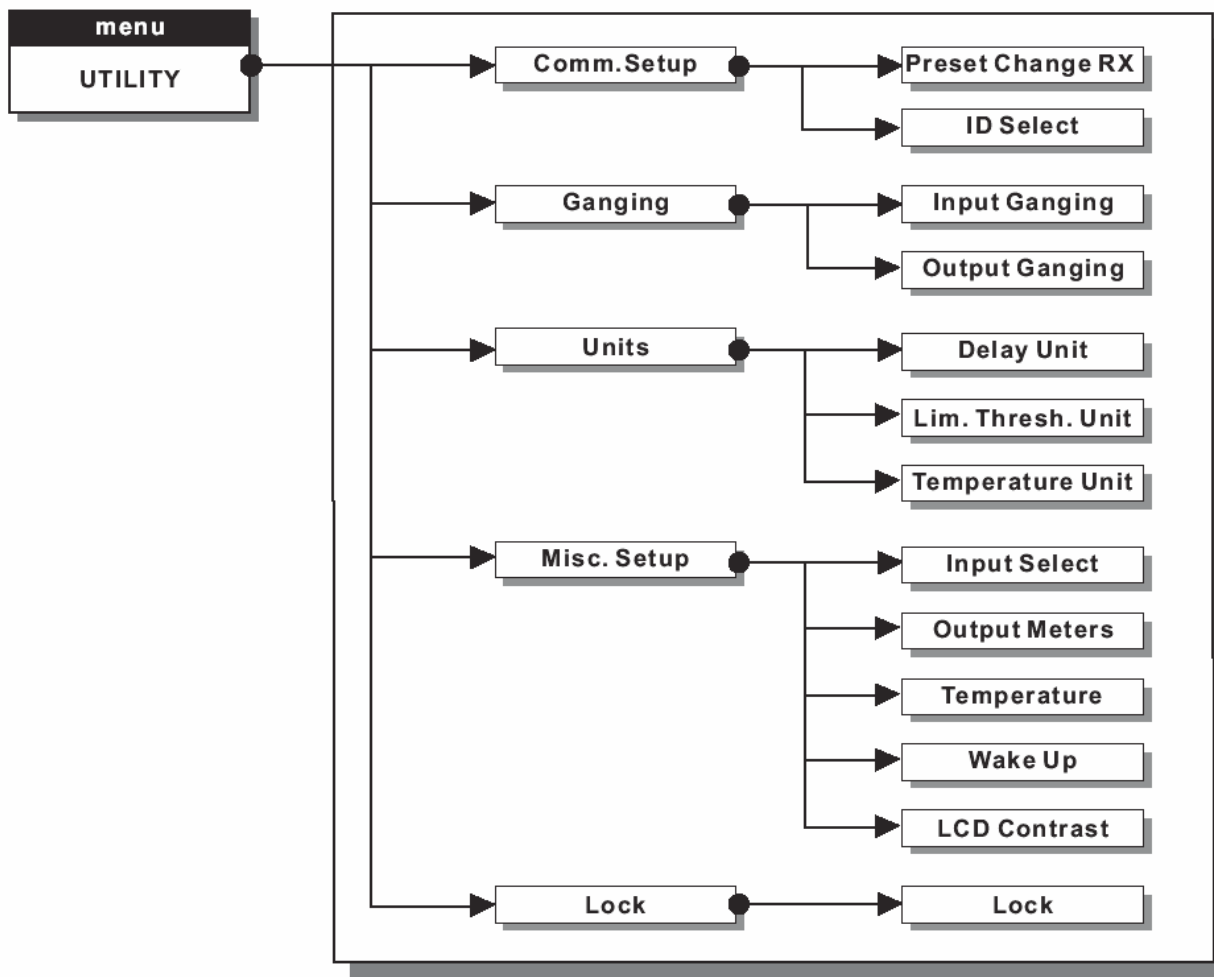 menu
UTILITY
Comm.Setup
Preset Change RX
ID Select
Ganging
Input Ganging
Output Ganging
Units
Delay Unit
Lim. Thresh. Unit
Temperature Unit
Misc. Setup
Input Select
Output Meters
Temperature
Wake Up
LCD Contrast
Lock
Lock